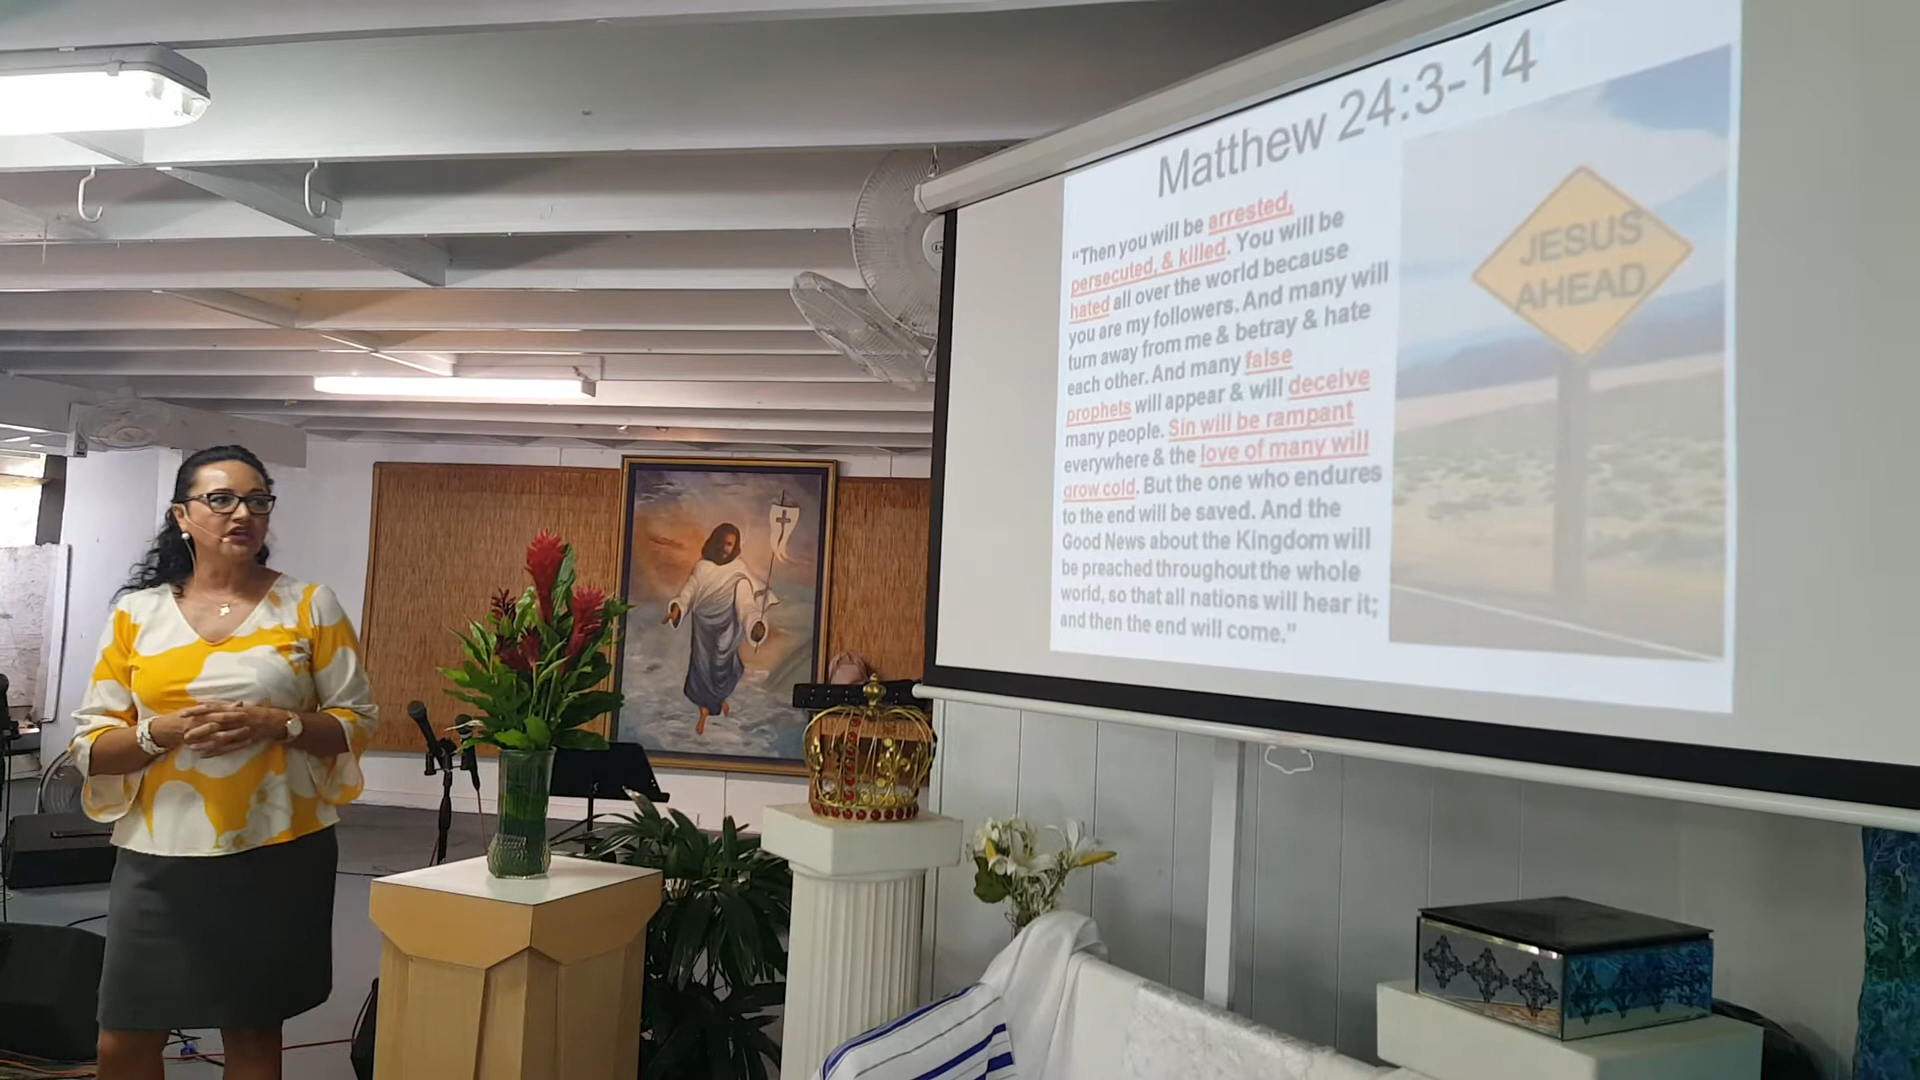 Matthew 24:3-14
"Then you will be arrested,
persecuted, & killed. You will be
hated all over the world because
you are my followers. And many will
turn away from me & betray & hate
each other. And many false
prophets will appear & will deceive
many people. Sin will be rampant
everywhere & the love of many will
grow cold. But the one who endures
to the end will be saved. And the
Good News about the Kingdom will
be preached throughout the whole
world, so that all nations will hear it;
and then the end will come."
JESUS
AHEAD